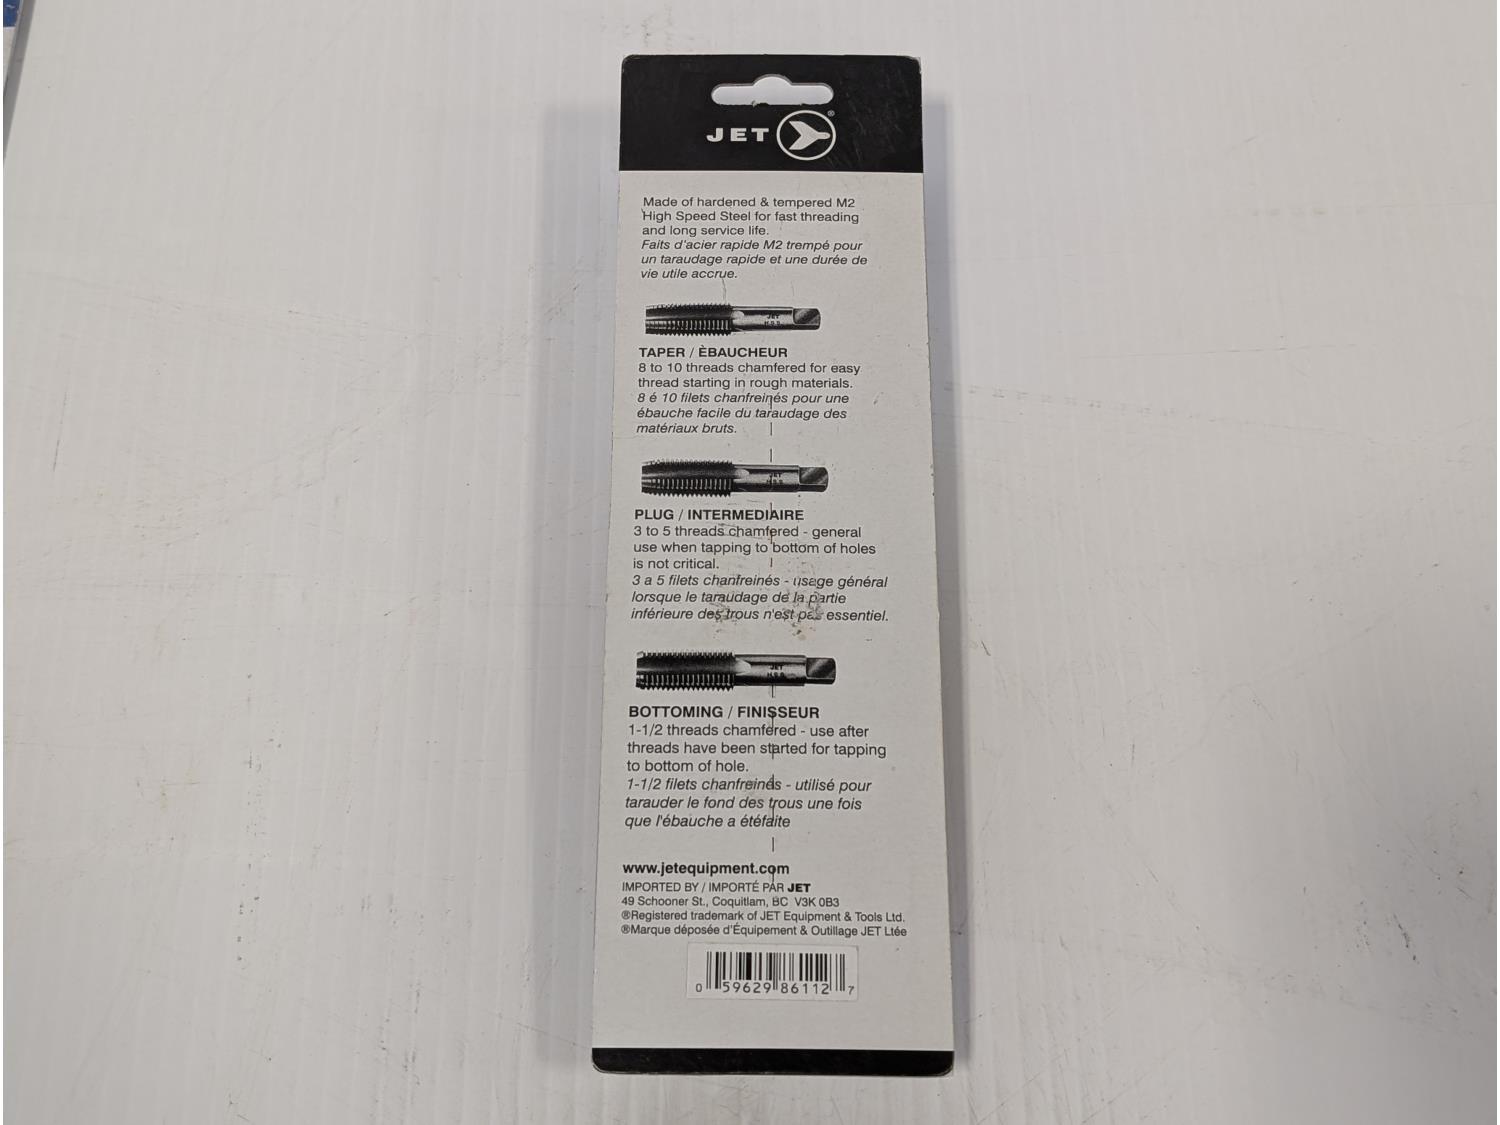 JET ®
Made of hardened & tempered M2
High Speed Steel for fast threading
and long service life.
Faits d'acier rapide M2 trempé pour
un taraudage rapide et une durée de
vie utile accrue.
JET
H.S.S.
TAPER / ÈBAUCHEUR
8 to 10 threads chamfered for easy
thread starting in rough materials.
8 é 10 filets chanfreinés pour une
ébauche facile du taraudage des
matériaux bruts.
JET
H.S.S.
PLUG / INTERMEDIAIRE
3 to 5 threads chamfered - general
use when tapping to bottom of holes
is not critical.
3 a 5 filets chanfreinés - usage général
lorsque le taraudage de la partie
inférieure des trous n'est pas essentiel.
JET
H.S.S.
BOTTOMING / FINISSEUR
1-1/2 threads chamfered - use after
threads have been started for tapping
to bottom of hole.
1-1/2 filets chanfreinés - utilisé pour
tarauder le fond des trous une fois
que l'ébauche a étéfaite
www.jetequipment.com
IMPORTED BY / IMPORTÉ PAR JET
49 Schooner St., Coquitlam, BC V3K 0B3
®Registered trademark of JET Equipment & Tools Ltd.
®Marque déposée d'Équipement & Outillage JET Ltée
0 59629 86112 7